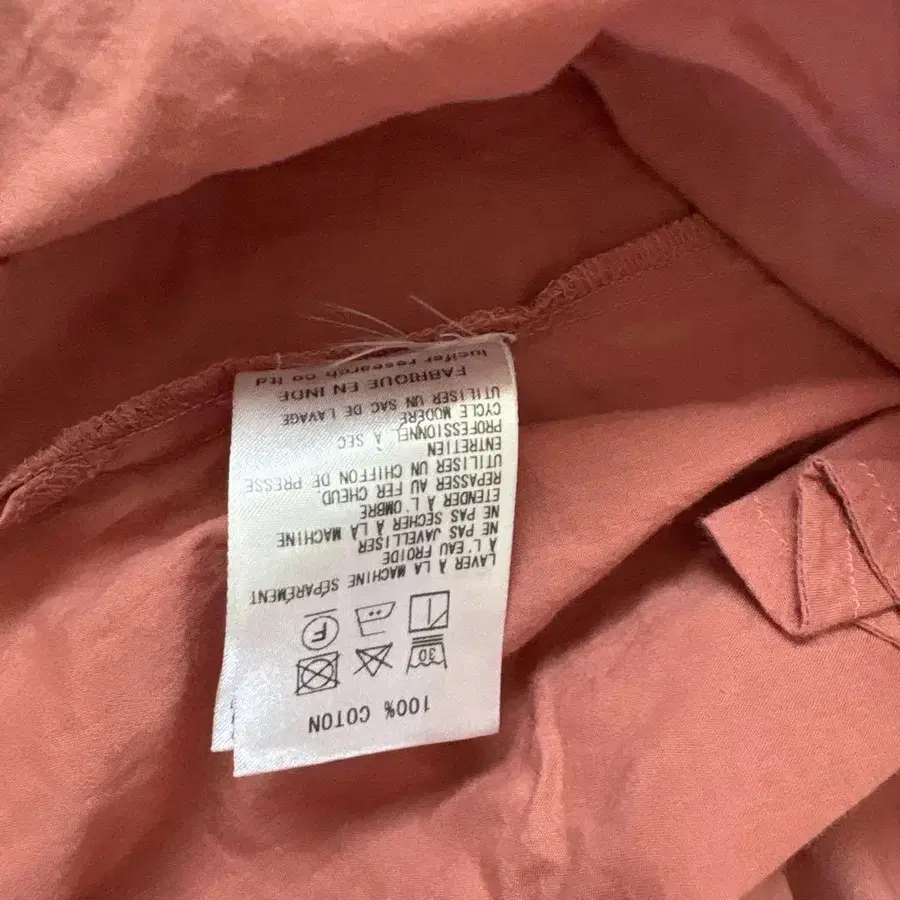 100% COTON
30
F
LAVER À LA MACHINE SÉPARÉMENT
À L'EAU FROIDE
NE PAS JAVELLISER
NE PAS SÉCHER À LA MACHINE
ETENDER À L'OMBRE
REPASSER AU FER CHEUD.
UTILISER UN CHIFFON DE PRESSE
ENTRETIEN
PROFESSIONNEL À SEC
CYCLE MODÉRÉ
UTILISER UN SAC DE LAVAGE
FABRIQUE EN INDE
lucifer research co ltd